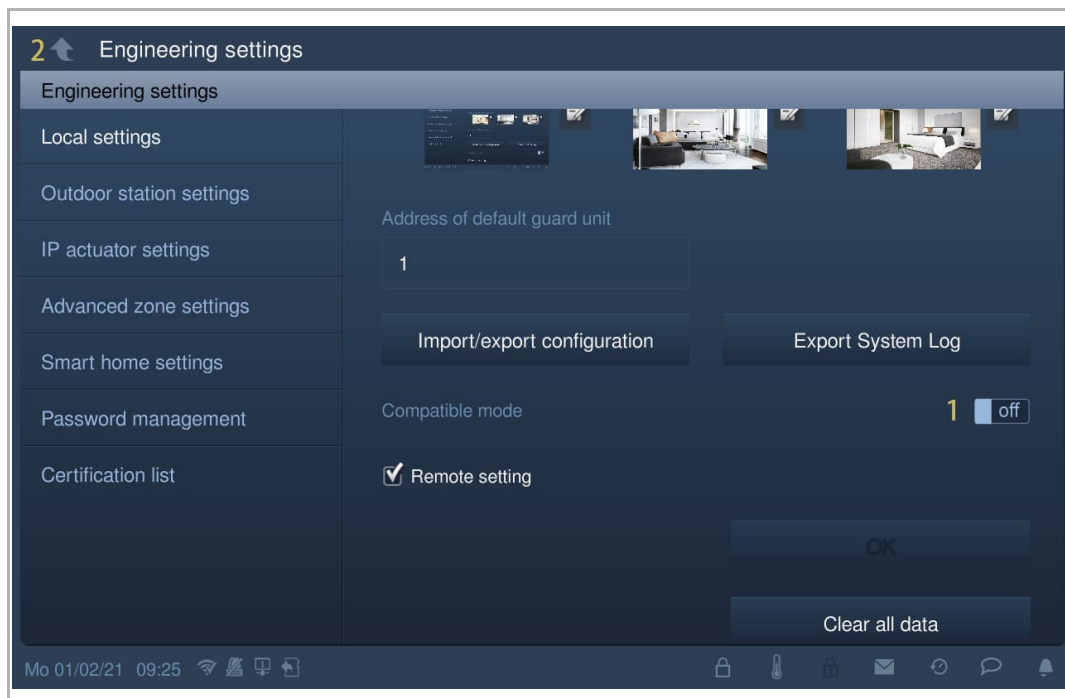 2 Engineering settings
Engineering settings
Local settings
Outdoor station settings
IP actuator settings
Advanced zone settings
Smart home settings
Password management
Certification list
Address of default guard unit
1
Import/export configuration
Export System Log
Compatible mode
1 off
Remote setting
OK
Clear all data
Mo 01/02/21 09:25